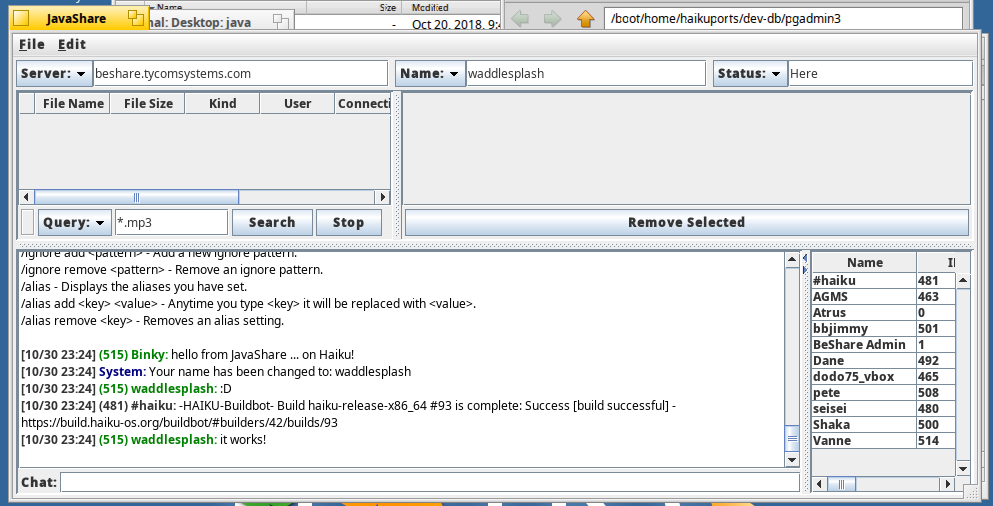 Name Size Modified
JavaShare
nal: Desktop: java
- Oct 20, 2018, 9:4
/boot/home/haikuports/dev-db/pgadmin3
File Edit
Server: beshare.tycomsystems.com Name: waddlesplash Status: Here
File Name File Size Kind User Connecti
Query: *.mp3 Search Stop
Remove Selected
/ignore add <pattern> - Add a new ignore pattern.
/ignore remove <pattern> - Remove an ignore pattern.
/alias - Displays the aliases you have set.
/alias add <key> <value> - Anytime you type <key> it will be replaced with <value>.
/alias remove <key> - Removes an alias setting.
[10/30 23:24] (515) Binky: hello from JavaShare ... on Haiku!
[10/30 23:24] System: Your name has been changed to: waddlesplash
[10/30 23:24] (515) waddlesplash: :D
[10/30 23:24] (481) #haiku: -HAIKU-Buildbot- Build haiku-release-x86_64 #93 is complete: Success [build successful] -
https://build.haiku-os.org/buildbot/#builders/42/builds/93
[10/30 23:24] (515) waddlesplash: it works!
Chat:
Name
#haiku 481
AGMS 463
Atrus 0
bbjimmy 501
BeShare Admin 1
Dane 492
dodo75_vbox 465
pete 508
seisei 480
Shaka 500
Vanne 514